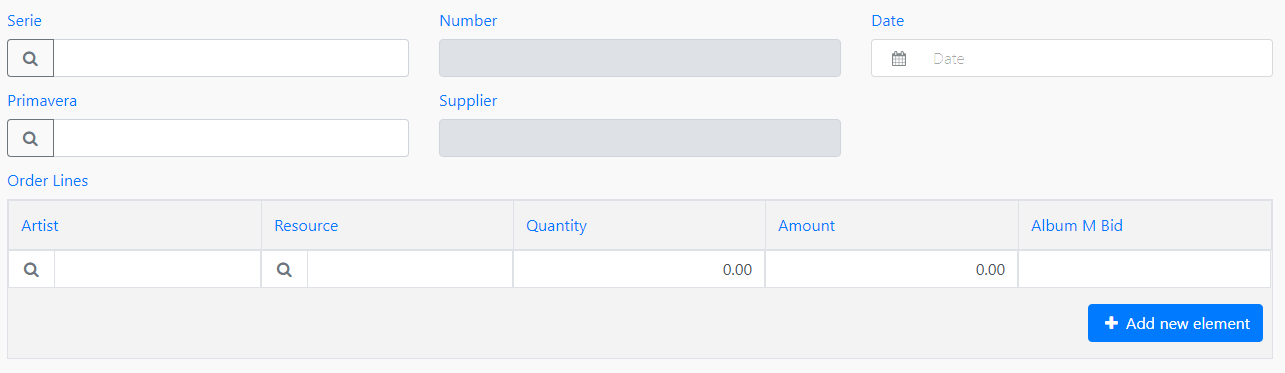 Serie Number Date
Date
Primavera Supplier
Order Lines
Artist Resource Quantity Amount Album M Bid
0.00 0.00
Add new element